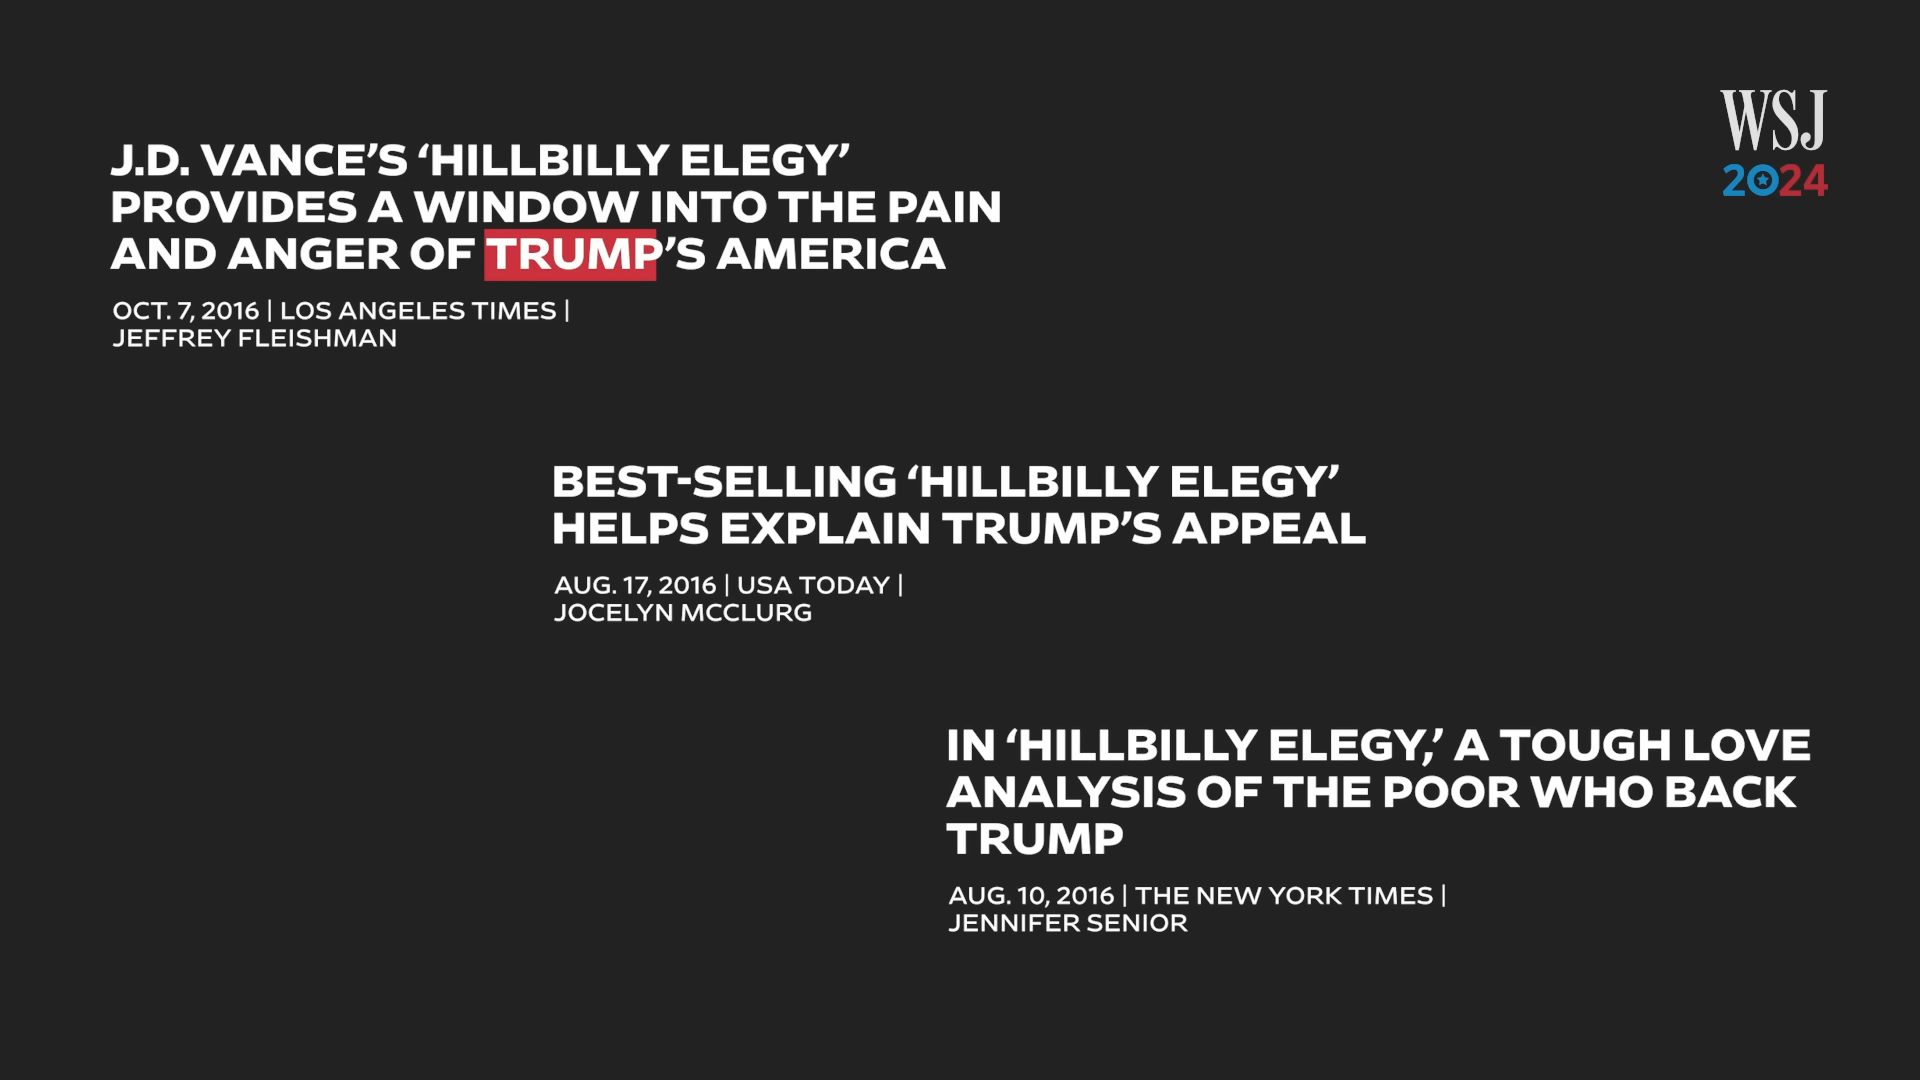 WSJ
2024
J.D. VANCE’S ‘HILLBILLY ELEGY’
PROVIDES A WINDOW INTO THE PAIN
AND ANGER OF TRUMP’S AMERICA
OCT. 7, 2016 | LOS ANGELES TIMES |
JEFFREY FLEISHMAN
BEST-SELLING ‘HILLBILLY ELEGY’
HELPS EXPLAIN TRUMP’S APPEAL
AUG. 17, 2016 | USA TODAY |
JOCELYN MCCLURG
IN ‘HILLBILLY ELEGY,’ A TOUGH LOVE
ANALYSIS OF THE POOR WHO BACK
TRUMP
AUG. 10, 2016 | THE NEW YORK TIMES |
JENNIFER SENIOR